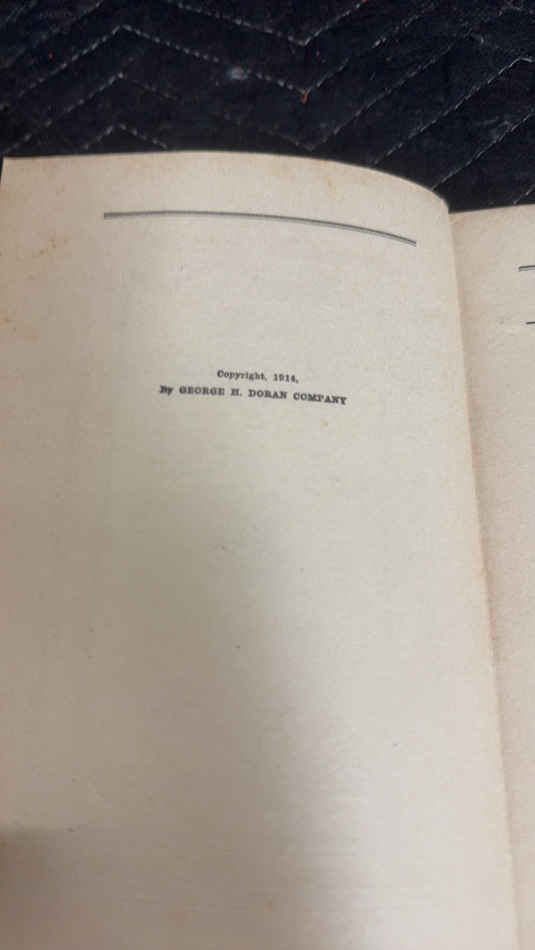 Copyright, 1914,
By GEORGE H. DORAN COMPANY